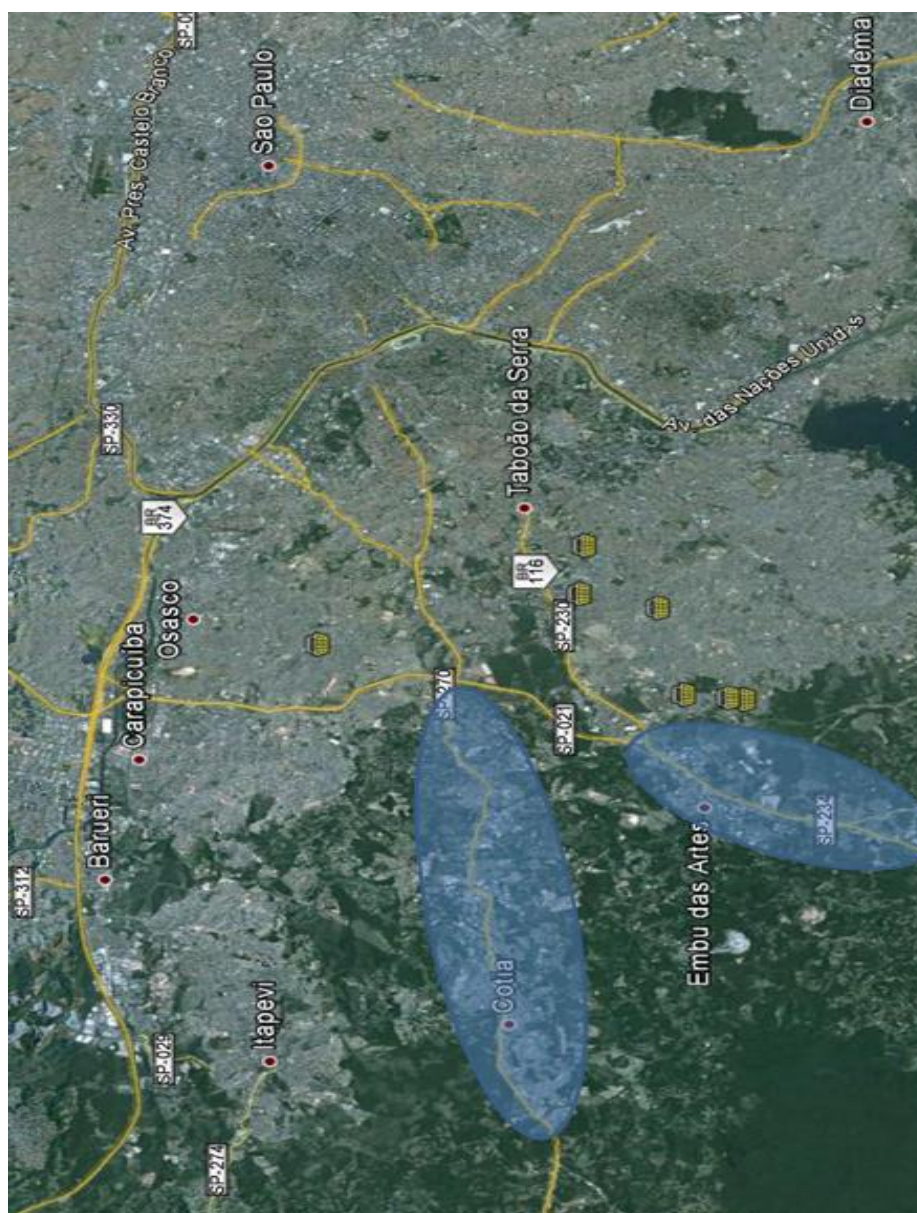 SP-312
Av. Pres. Castelo Branco
Barueri
SP-330
Carapicuíba
BR
374
SP-029
Osasco
SP-274
Itapevi
Sao Paulo
SP-270
Cotia
Taboão da Serra
BR
116
SP-021
SP-230
Embu das Artes
SP-234
Av. das Nações Unidas
Diadema